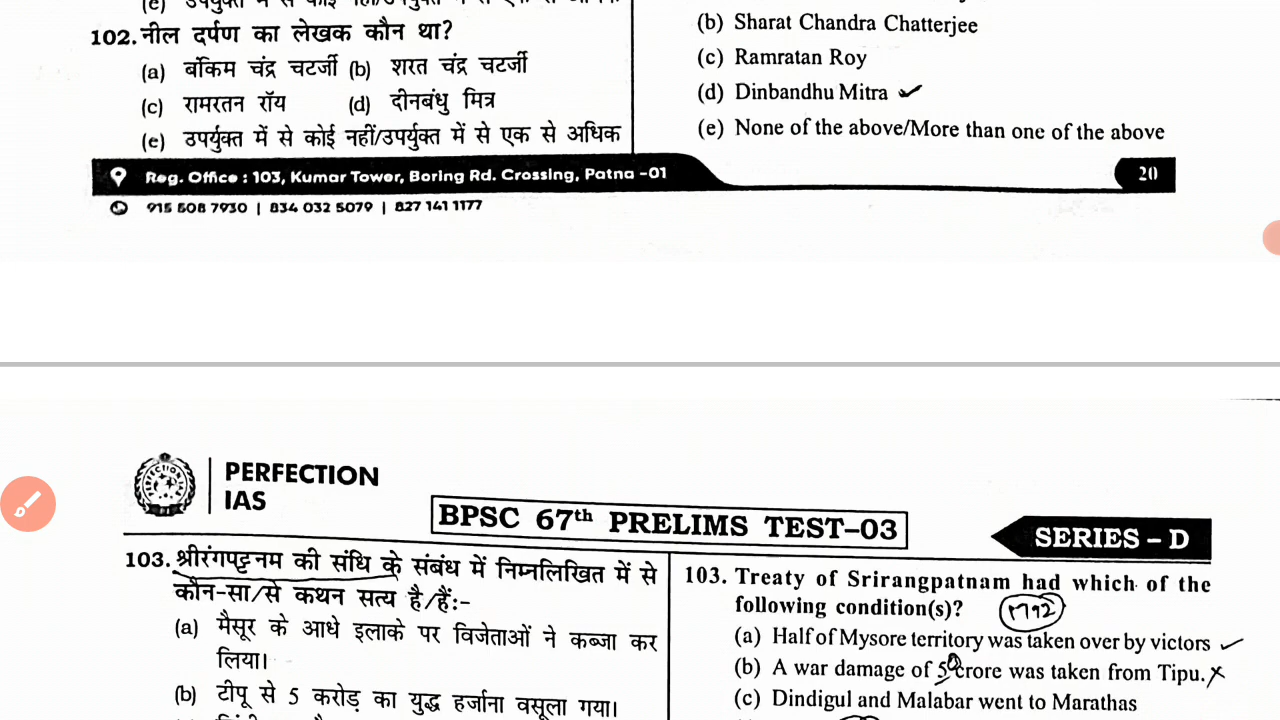 102. नील दर्पण का लेखक कौन था?
(a) बंकिम चंद्र चटर्जी (b) शरत चंद्र चटर्जी
(c) रामरतन रॉय (d) दीनबंधु मित्र
(e) उपर्युक्त में से कोई नहीं/उपर्युक्त में से एक से अधिक
(b) Sharat Chandra Chatterjee
(c) Ramratan Roy
(d) Dinbandhu Mitra
(e) None of the above/More than one of the above
Reg. Office : 103, Kumar Tower, Boring Rd. Crossing, Patna -01
20
915 508 7930 | 834 032 5079 | 827 141 1177
PERFECTION
IAS
BPSC 67th PRELIMS TEST-03
SERIES - D
103. श्रीरंगपट्टनम की संधि के संबंध में निम्नलिखित में से
कौन-सा/से कथन सत्य है/हैं:-
(a) मैसूर के आधे इलाके पर विजेताओं ने कब्जा कर
लिया।
(b) टीपू से 5 करोड़ का युद्ध हर्जाना वसूला गया।
103. Treaty of Srirangpatnam had which of the
following condition(s)? 1792
(a) Half of Mysore territory was taken over by victors
(b) A war damage of 5 crore was taken from Tipu.
(c) Dindigul and Malabar went to Marathas